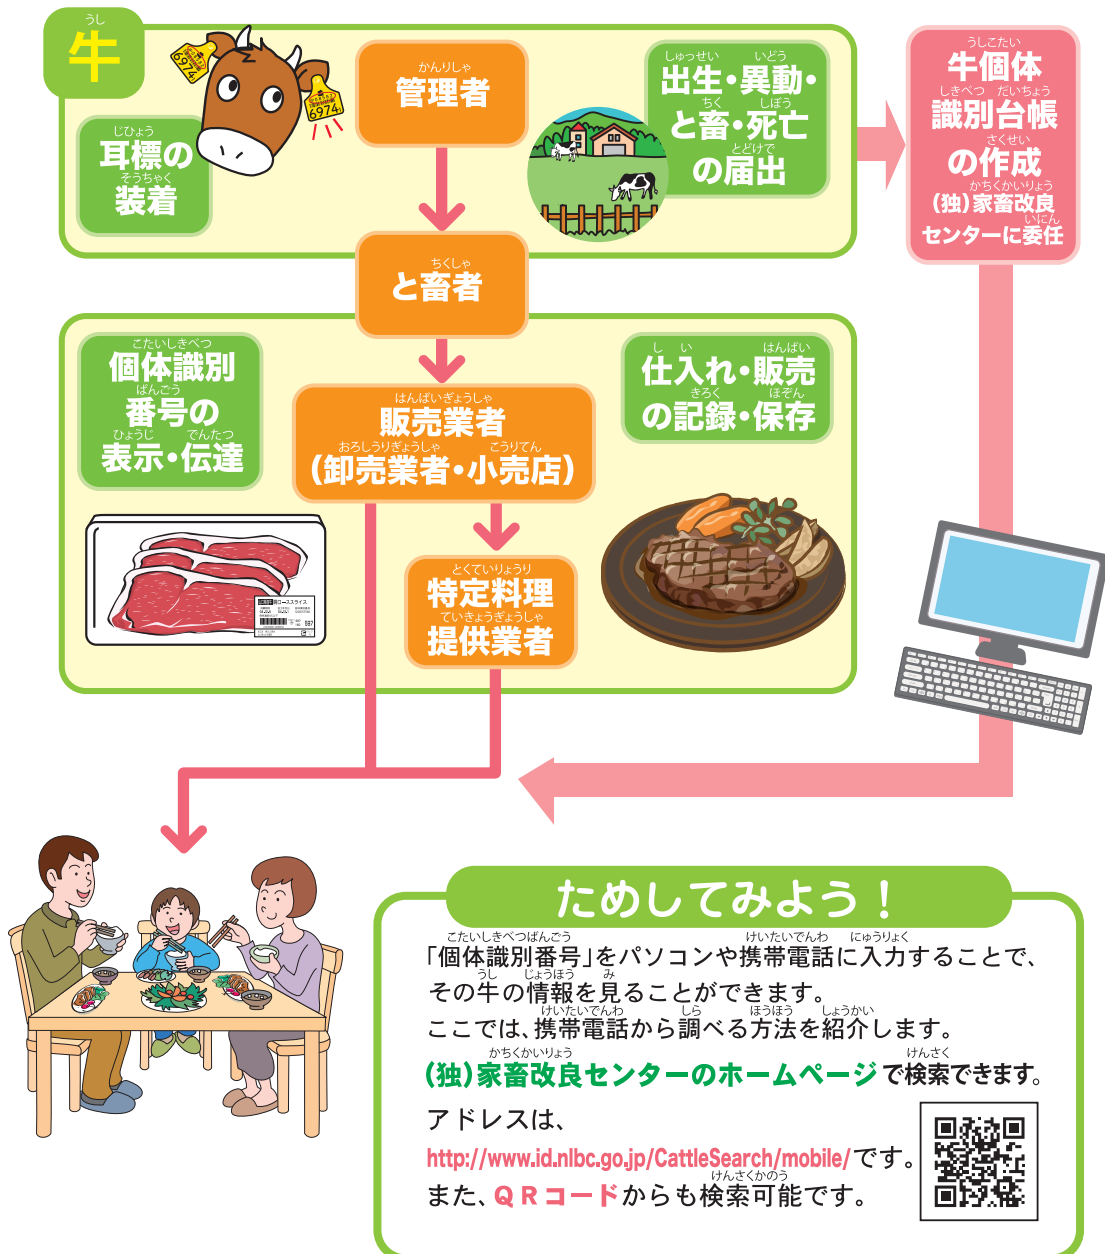 牛
6974
6974
管理者
耳標の
装着
出生・異動・
と畜・死亡
の届出
牛個体
識別台帳
の作成
(独)家畜改良
センターに委任
と畜者
個体識別
番号の
表示・伝達
販売業者
(卸売業者・小売店)
仕入れ・販売
の記録・保存
特定料理
提供業者
ためしてみよう！
「個体識別番号」をパソコンや携帯電話に入力することで、
その牛の情報を見ることができます。
ここでは、携帯電話から調べる方法を紹介します。
(独)家畜改良センターのホームページで検索できます。
アドレスは、
http://www.id.nlbc.go.jp/CattleSearch/mobile/です。
また、QRコードからも検索可能です。